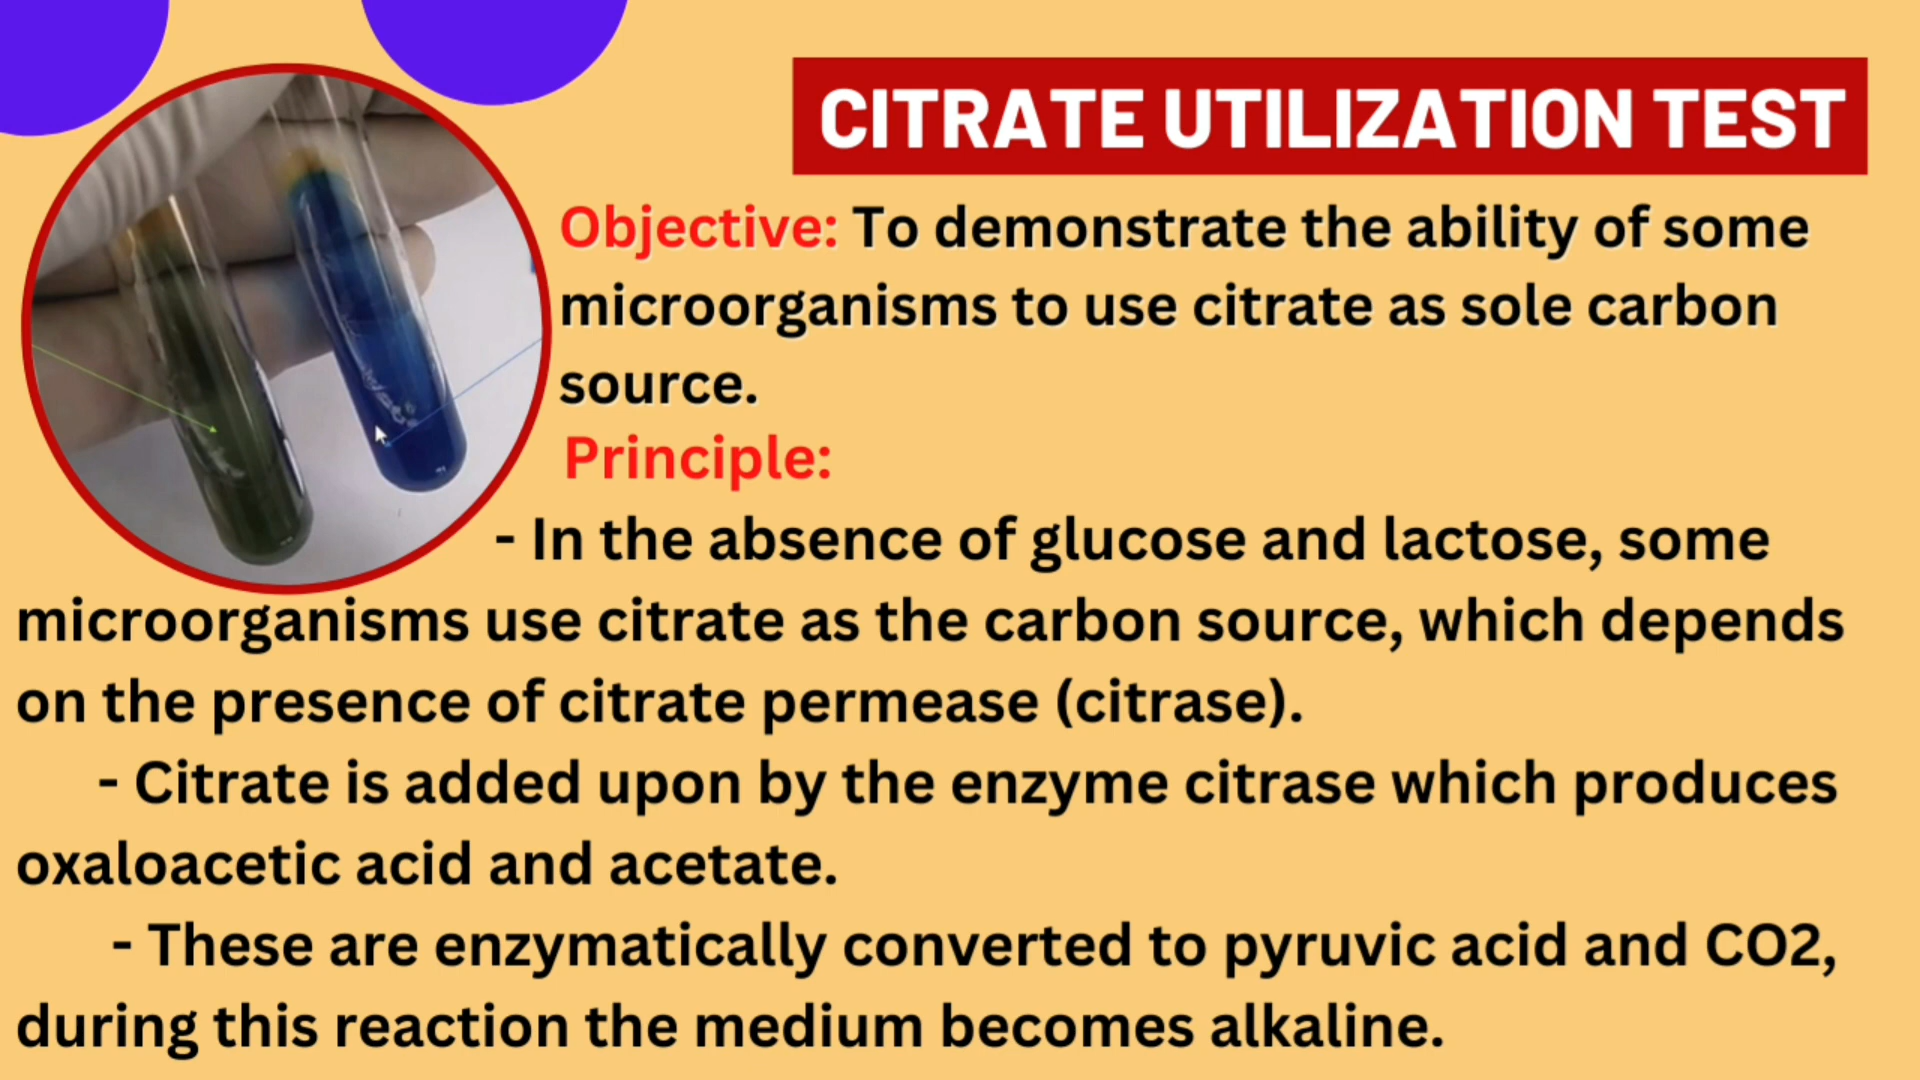 CITRATE UTILIZATION TEST
Objective: To demonstrate the ability of some
microorganisms to use citrate as sole carbon
source.
Principle:
- In the absence of glucose and lactose, some
microorganisms use citrate as the carbon source, which depends
on the presence of citrate permease (citrase).
- Citrate is added upon by the enzyme citrase which produces
oxaloacetic acid and acetate.
- These are enzymatically converted to pyruvic acid and CO2,
during this reaction the medium becomes alkaline.